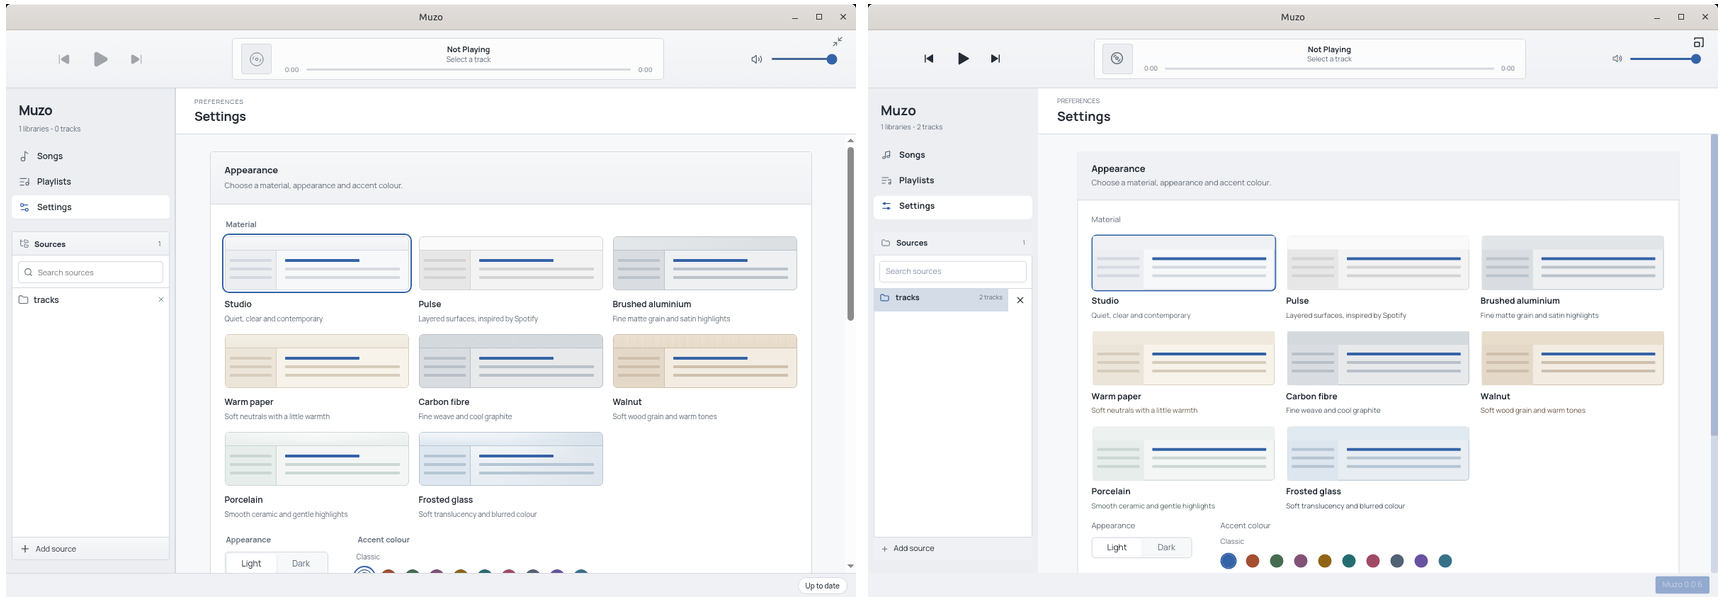 Muzo
Not Playing
Select a track
0:00
0:00
Muzo
1 libraries - 0 tracks
Songs
Playlists
Settings
Sources
1
Search sources
tracks
Add source
PREFERENCES
Settings
Appearance
Choose a material, appearance and accent colour.
Material
Studio
Quiet, clear and contemporary
Pulse
Layered surfaces, inspired by Spotify
Brushed aluminium
Fine matte grain and satin highlights
Warm paper
Soft neutrals with a little warmth
Carbon fibre
Fine weave and cool graphite
Walnut
Soft wood grain and warm tones
Porcelain
Smooth ceramic and gentle highlights
Frosted glass
Soft translucency and blurred colour
Appearance
Light
Dark
Accent colour
Classic
Up to date
Muzo
Not Playing
Select a track
0:00
0:00
Muzo
1 libraries - 2 tracks
Songs
Playlists
Settings
Sources
1
Search sources
tracks
2 tracks
Add source
PREFERENCES
Settings
Appearance
Choose a material, appearance and accent colour.
Material
Studio
Quiet, clear and contemporary
Pulse
Layered surfaces, inspired by Spotify
Brushed aluminium
Fine matte grain and satin highlights
Warm paper
Soft neutrals with a little warmth
Carbon fibre
Fine weave and cool graphite
Walnut
Soft wood grain and warm tones
Porcelain
Smooth ceramic and gentle highlights
Frosted glass
Soft translucency and blurred colour
Appearance
Light
Dark
Accent colour
Classic
Muzo 0.0.6